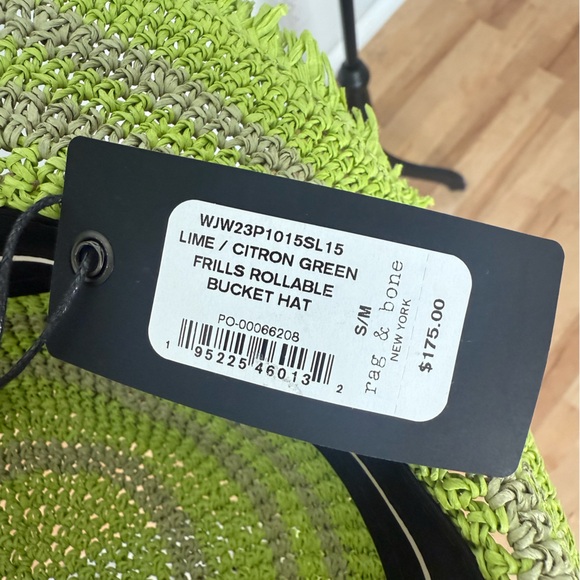 WJW23P1015SL15
LIME / CITRON GREEN
FRILLS ROLLABLE
BUCKET HAT
PO-00066208
1 95225 46013 2
S/M
rag & bone
NEW YORK
$175.00